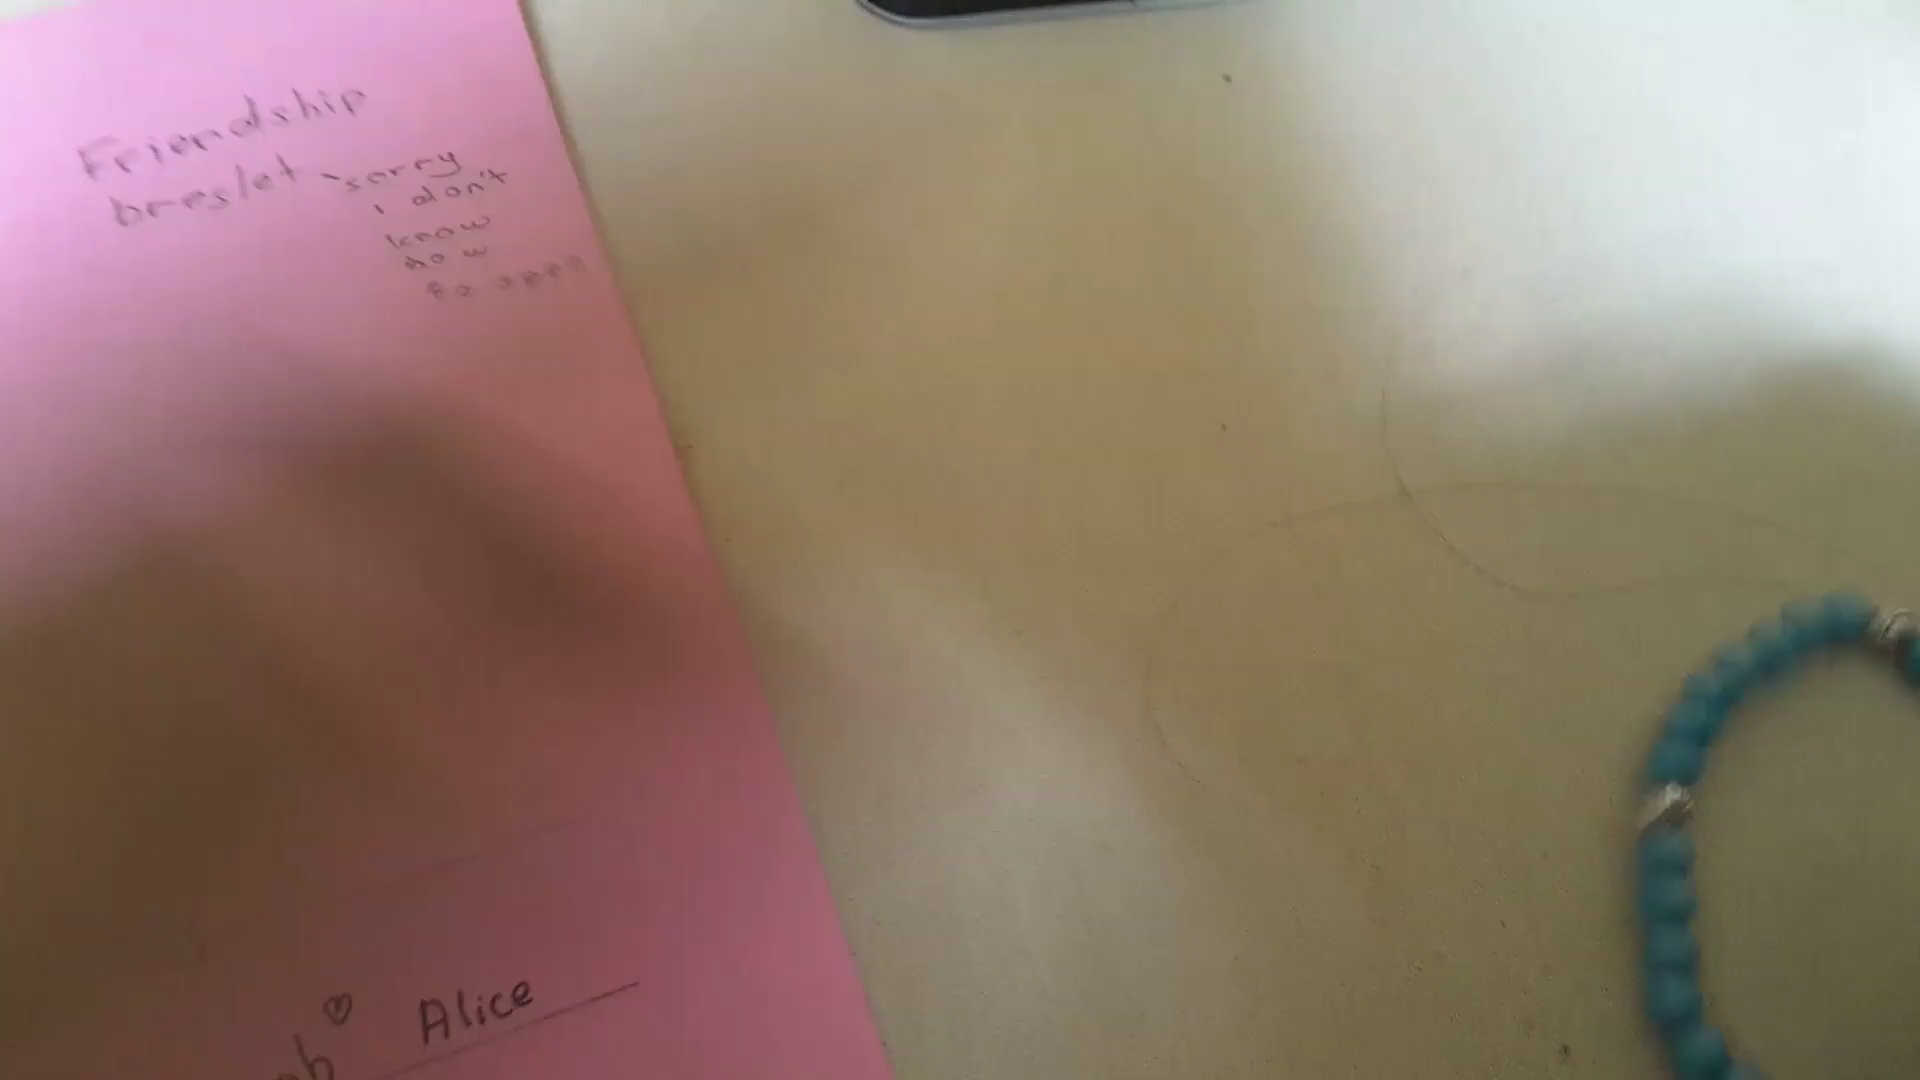 Friendship
breslet - sorry
i don't
know
how
to open
♡ Alice